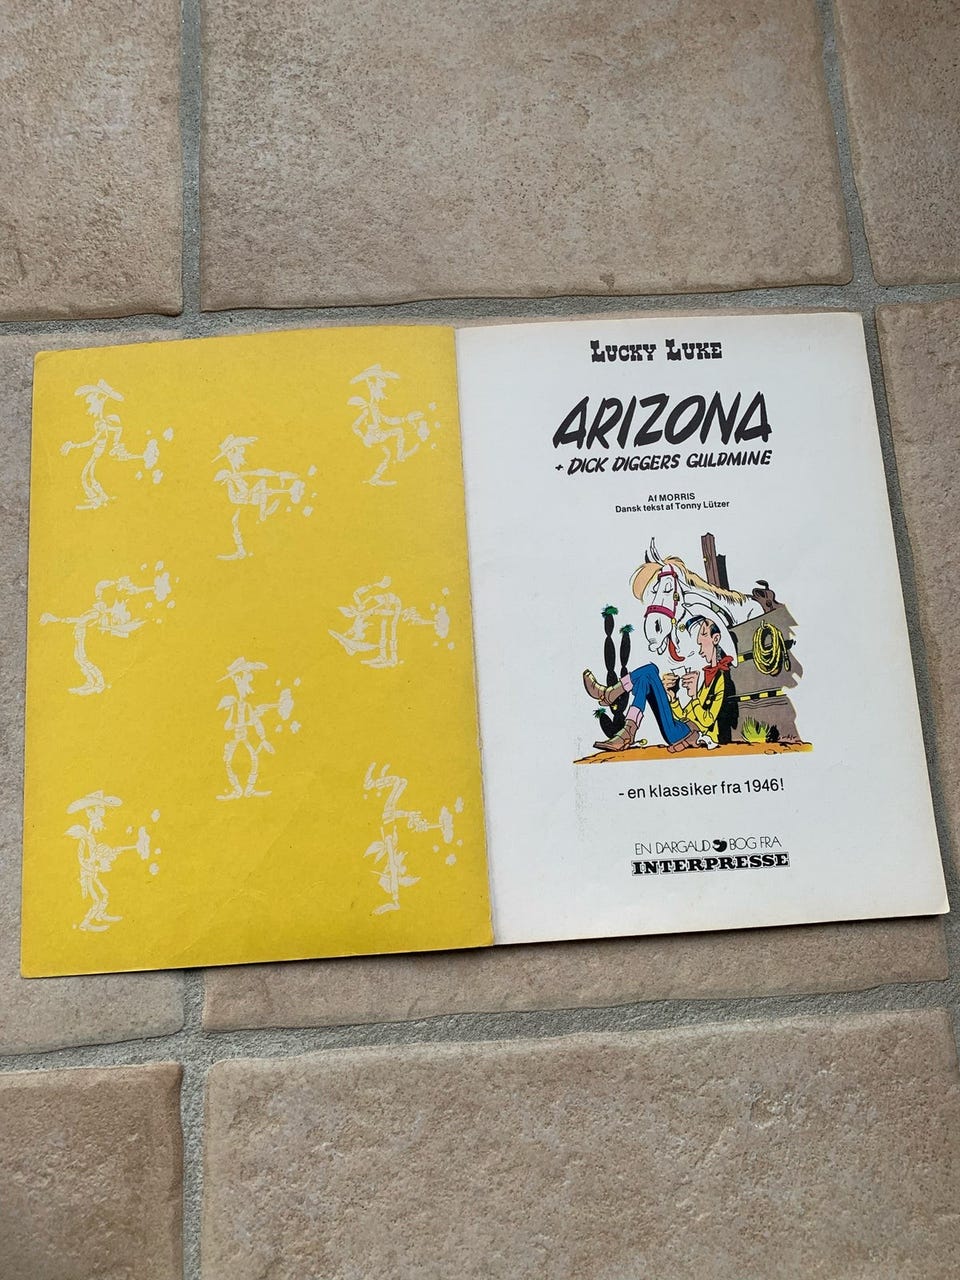 LUCKY LUKE
ARIZONA
+ DICK DIGGERS GULDMINE
Af MORRIS
Dansk tekst af Tonny Lützer
- en klassiker fra 1946!
EN DARGAUD BOG FRA
INTERPRESSE